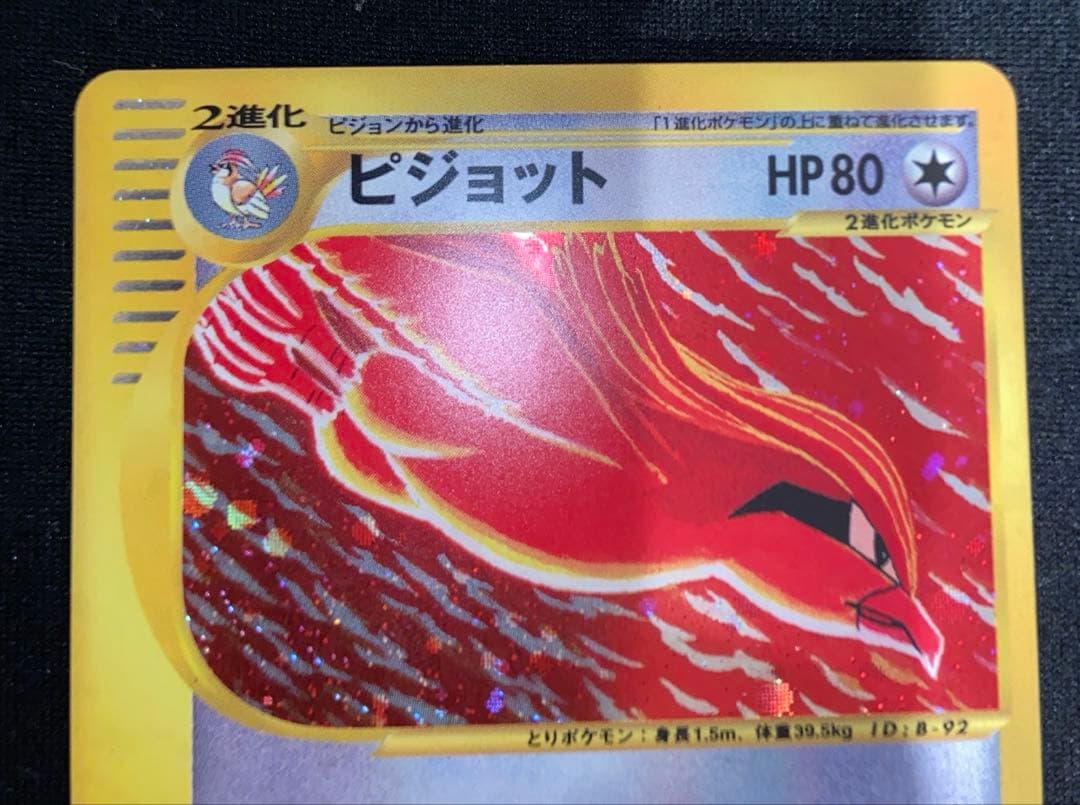 2進化
ピジョンから進化
「1進化ポケモン」の上に重ねて進化させます。
ピジョット
HP80
2進化ポケモン
とりポケモン：身長1.5m、体重39.5kg ID:B-92